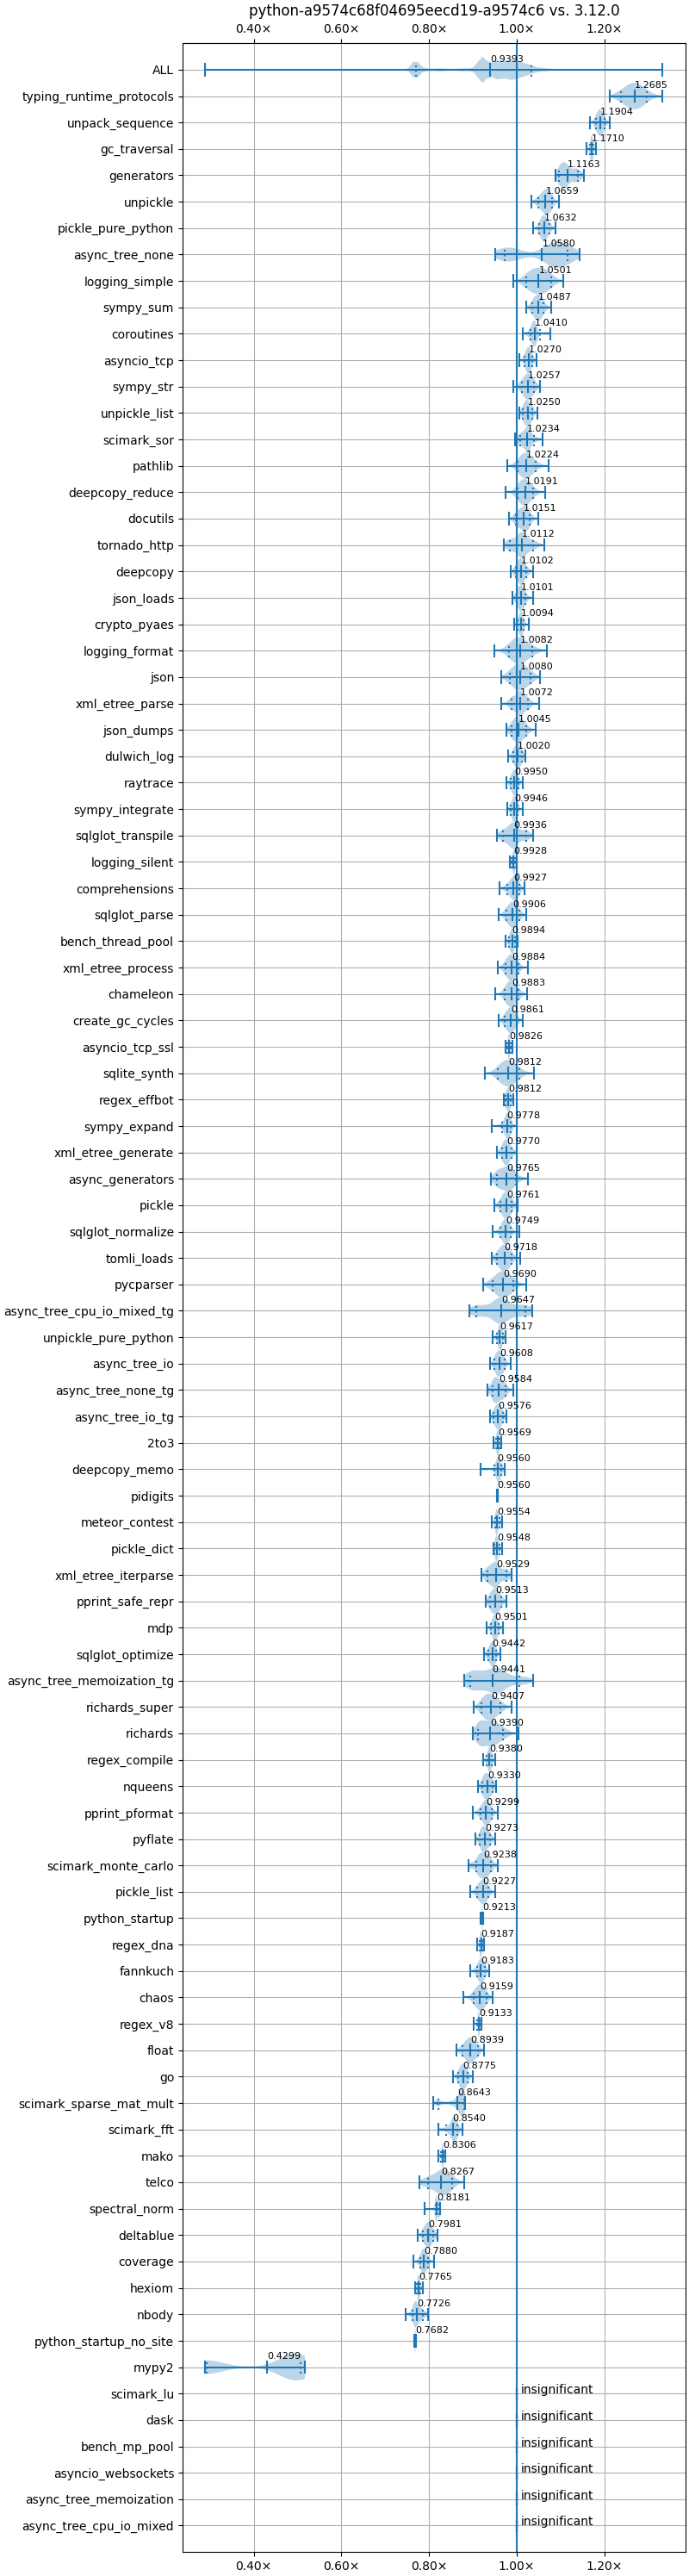 python-a9574c68f04695eecd19-a9574c6 vs. 3.12.0
0.40× 0.60× 0.80× 1.00× 1.20×
ALL 0.9393
typing_runtime_protocols 1.2685
unpack_sequence 1.1904
gc_traversal 1.1710
generators 1.1163
unpickle 1.0659
pickle_pure_python 1.0632
async_tree_none 1.0580
logging_simple 1.0501
sympy_sum 1.0487
coroutines 1.0410
asyncio_tcp 1.0270
sympy_str 1.0257
unpickle_list 1.0250
scimark_sor 1.0234
pathlib 1.0224
deepcopy_reduce 1.0191
docutils 1.0151
tornado_http 1.0112
deepcopy 1.0102
json_loads 1.0101
crypto_pyaes 1.0094
logging_format 1.0082
json 1.0080
xml_etree_parse 1.0072
json_dumps 1.0045
dulwich_log 1.0020
raytrace 0.9950
sympy_integrate 0.9946
sqlglot_transpile 0.9936
logging_silent 0.9928
comprehensions 0.9927
sqlglot_parse 0.9906
bench_thread_pool 0.9894
xml_etree_process 0.9884
chameleon 0.9883
create_gc_cycles 0.9861
asyncio_tcp_ssl 0.9826
sqlite_synth 0.9812
regex_effbot 0.9812
sympy_expand 0.9778
xml_etree_generate 0.9770
async_generators 0.9765
pickle 0.9761
sqlglot_normalize 0.9749
tomli_loads 0.9718
pycparser 0.9690
async_tree_cpu_io_mixed_tg 0.9647
unpickle_pure_python 0.9617
async_tree_io 0.9608
async_tree_none_tg 0.9584
async_tree_io_tg 0.9576
2to3 0.9569
deepcopy_memo 0.9560
pidigits 0.9560
meteor_contest 0.9554
pickle_dict 0.9548
xml_etree_iterparse 0.9529
pprint_safe_repr 0.9513
mdp 0.9501
sqlglot_optimize 0.9442
async_tree_memoization_tg 0.9441
richards_super 0.9407
richards 0.9390
regex_compile 0.9380
nqueens 0.9330
pprint_pformat 0.9299
pyflate 0.9273
scimark_monte_carlo 0.9238
pickle_list 0.9227
python_startup 0.9213
regex_dna 0.9187
fannkuch 0.9183
chaos 0.9159
regex_v8 0.9133
float 0.8939
go 0.8775
scimark_sparse_mat_mult 0.8643
scimark_fft 0.8540
mako 0.8306
telco 0.8267
spectral_norm 0.8181
deltablue 0.7981
coverage 0.7880
hexiom 0.7765
nbody 0.7726
python_startup_no_site 0.7682
mypy2 0.4299
scimark_lu insignificant
dask insignificant
bench_mp_pool insignificant
asyncio_websockets insignificant
async_tree_memoization insignificant
async_tree_cpu_io_mixed insignificant
0.40× 0.60× 0.80× 1.00× 1.20×